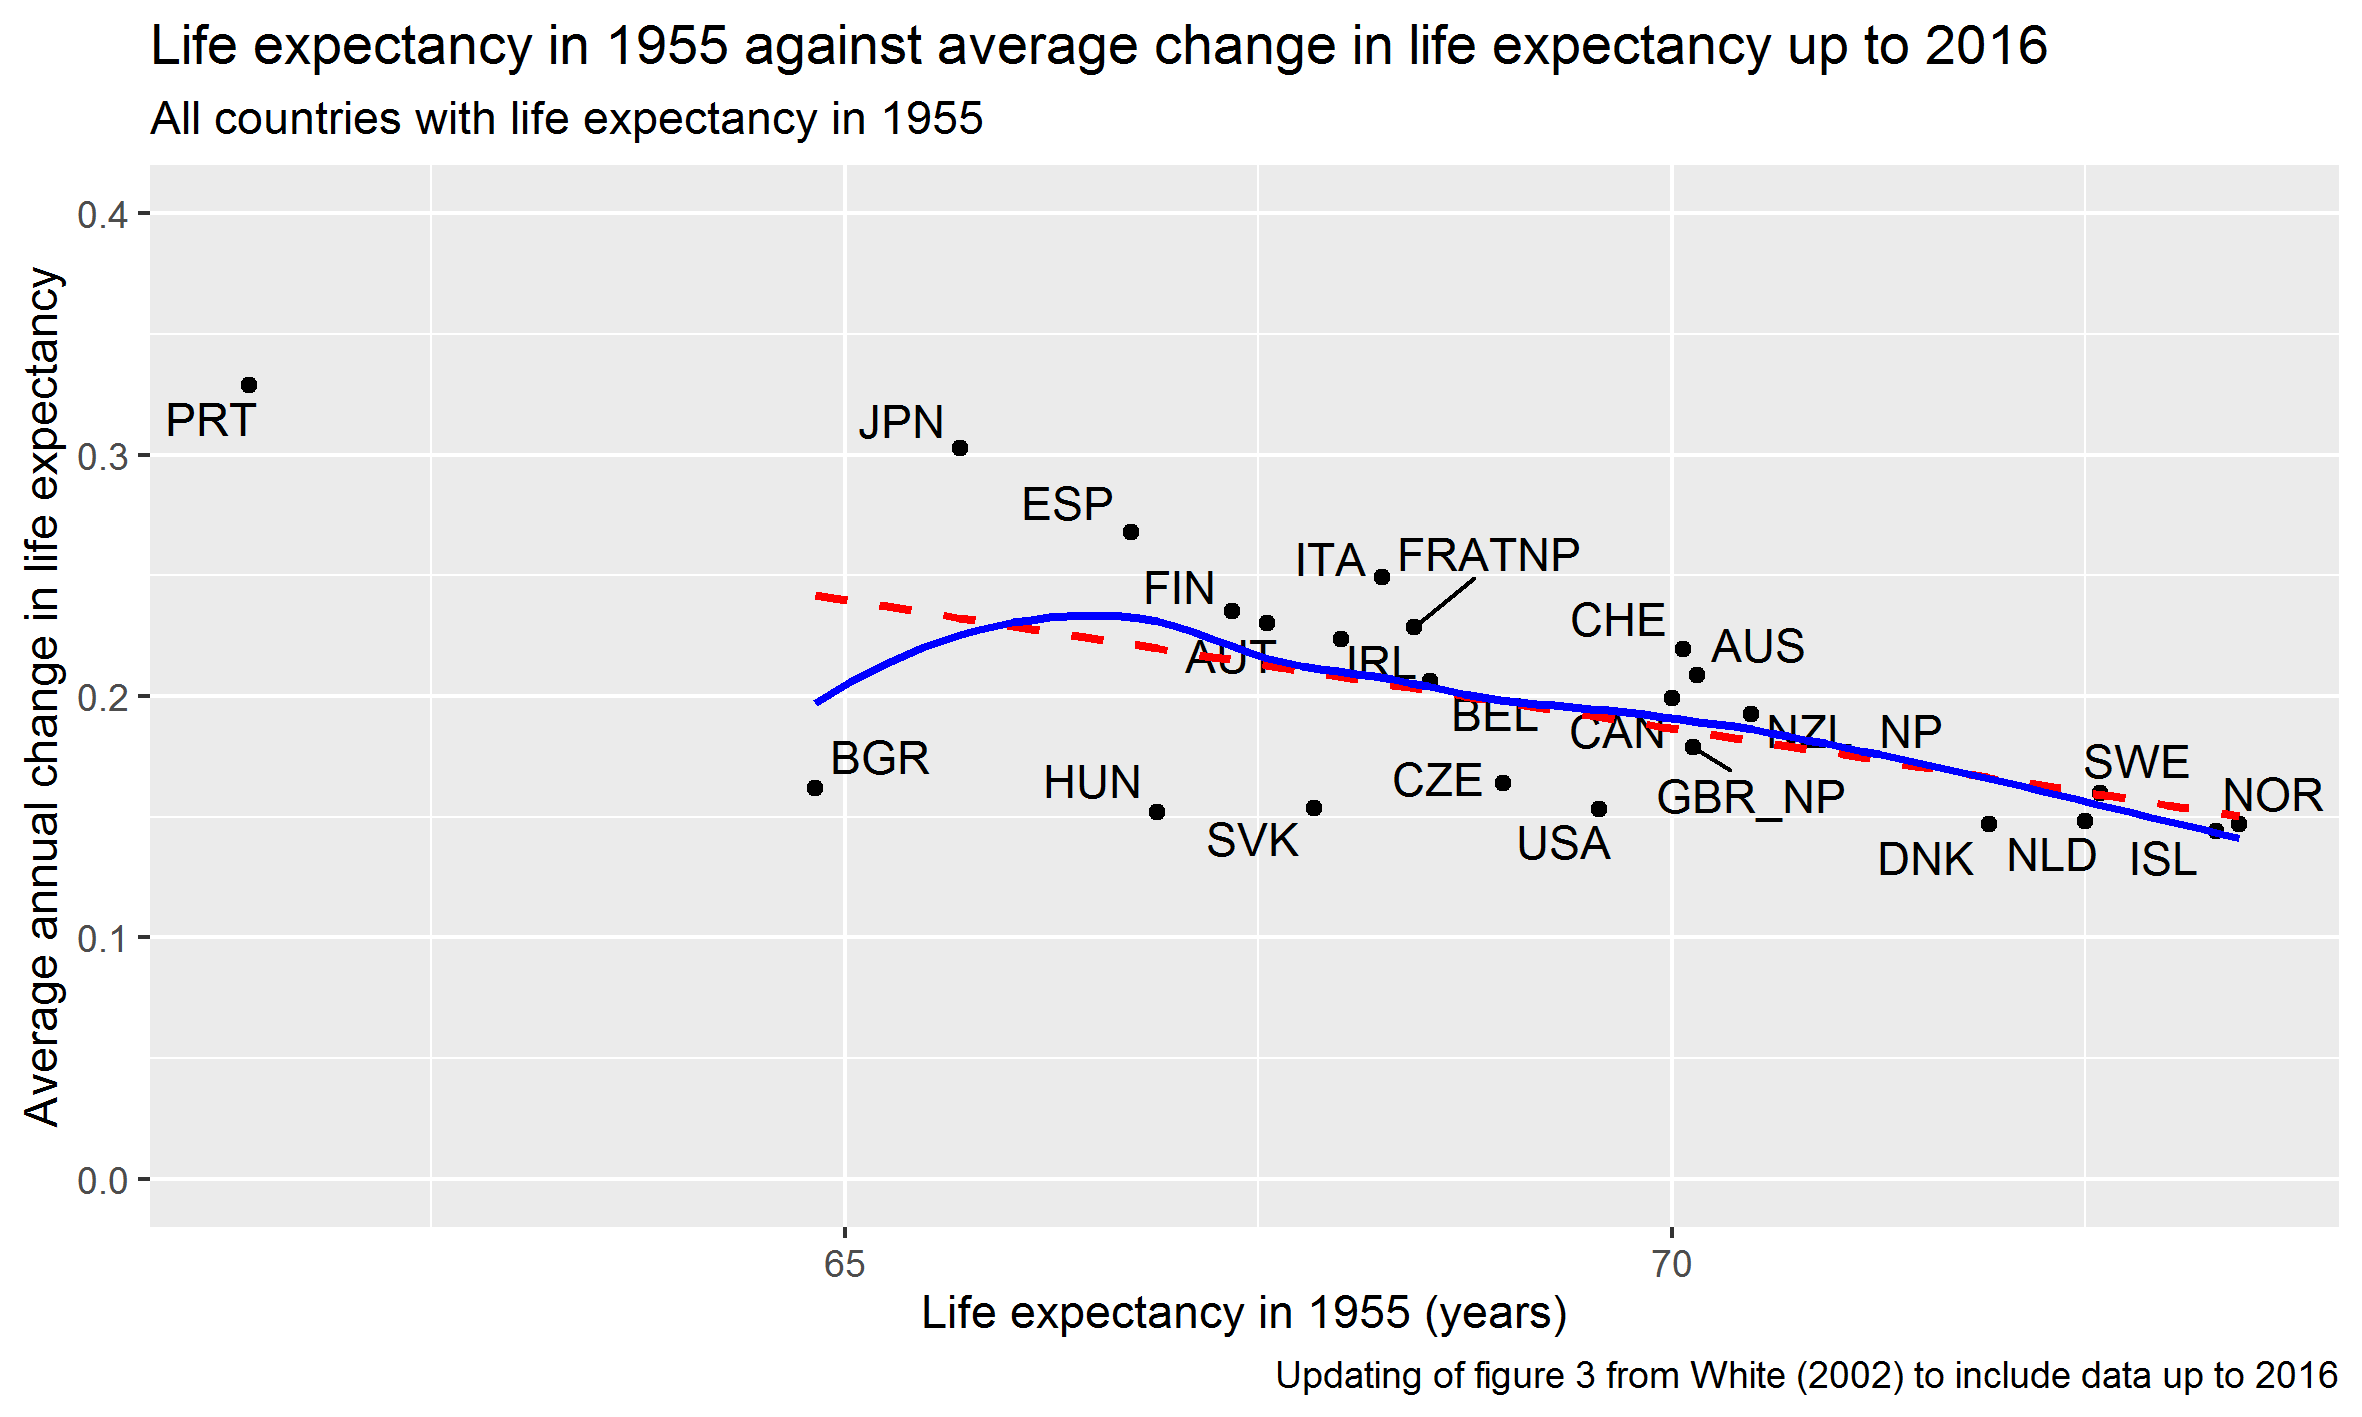 Life expectancy in 1955 against average change in life expectancy up to 2016
All countries with life expectancy in 1955
Average annual change in life expectancy
0.4
0.3
0.2
0.1
0.0
PRT
JPN
ESP
FIN
ITA
FRATNP
CHE
AUS
AUT
IRL
BEL
CAN
NZL_NP
BGR
HUN
SVK
CZE
USA
GBR_NP
SWE
NOR
DNK
NLD
ISL
65
70
Life expectancy in 1955 (years)
Updating of figure 3 from White (2002) to include data up to 2016